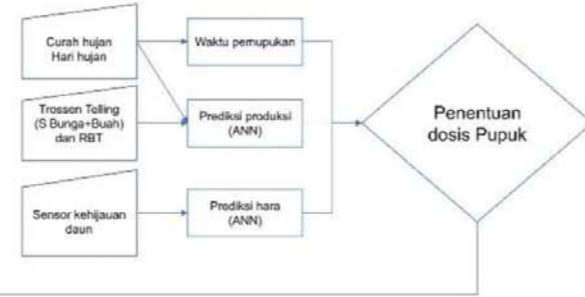 Curah hujan
Hari hujan
Waktu pemupukan
Trossen Telling
(S Bunga+Buah)
dan RBT
Prediksi produksi
(ANN)
Penentuan
dosis Pupuk
Sensor kehijauan
daun
Prediksi hara
(ANN)